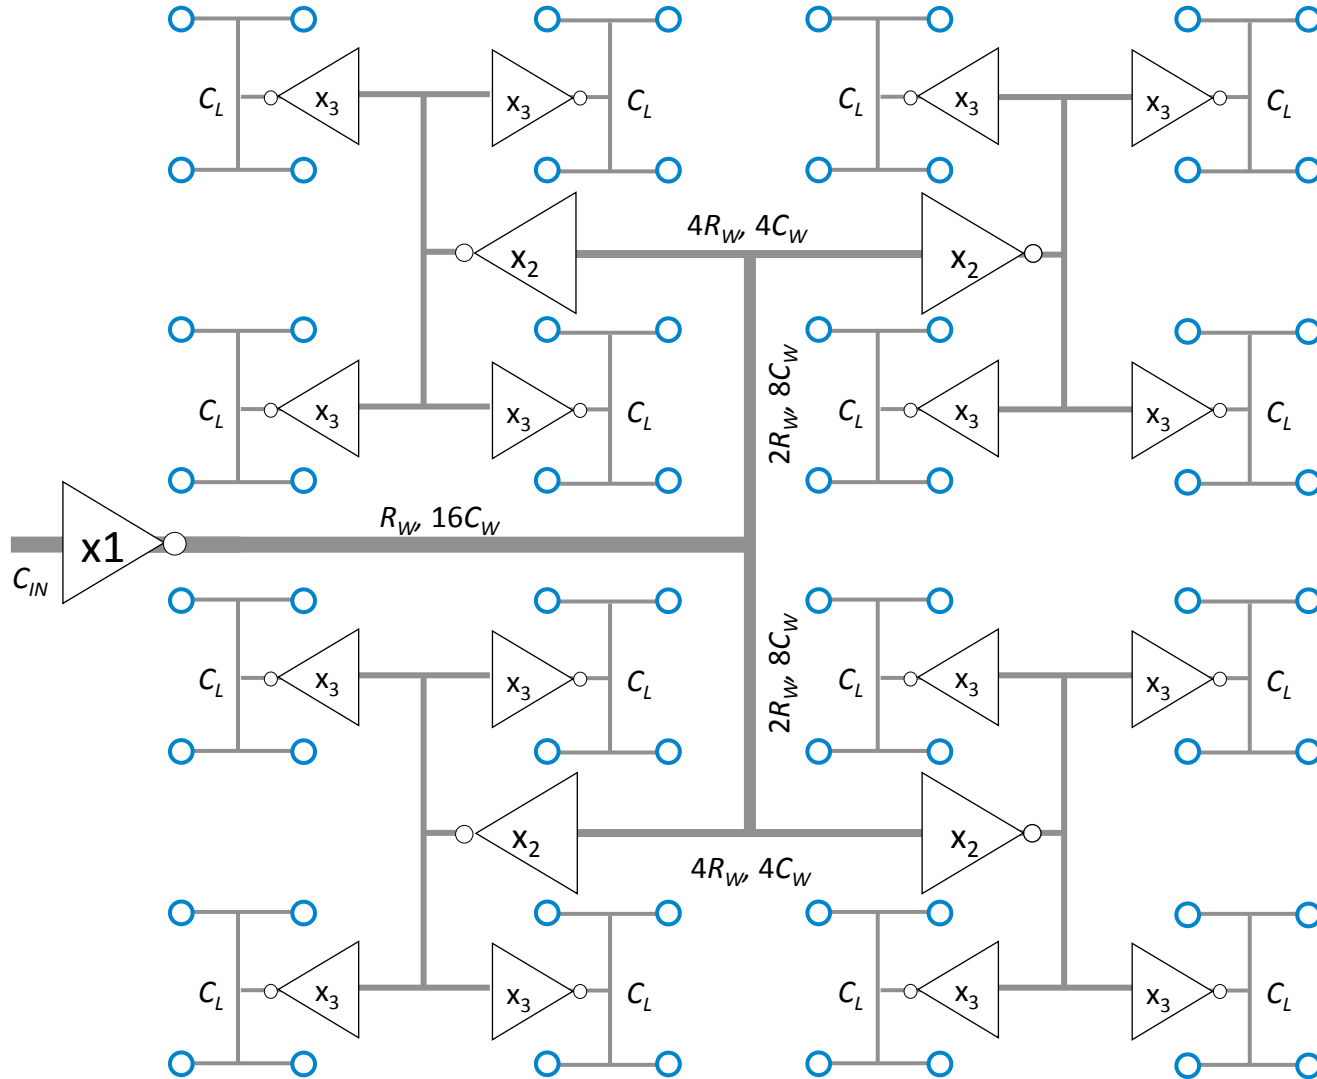 C_L x_3 x_3 C_L C_L x_3 x_3 C_L
4R_W, 4C_W
x_2 x_2
2R_W, 8C_W
C_L x_3 x_3 C_L C_L x_3 x_3 C_L
R_W, 16C_W
x1
C_IN
2R_W, 8C_W
C_L x_3 x_3 C_L C_L x_3 x_3 C_L
x_2 x_2
4R_W, 4C_W
C_L x_3 x_3 C_L C_L x_3 x_3 C_L